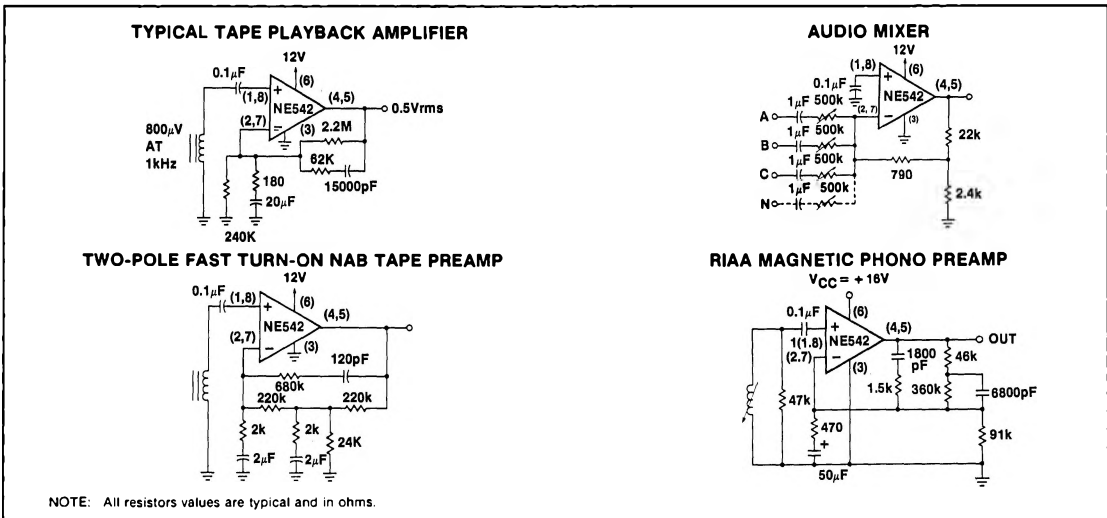 TYPICAL TAPE PLAYBACK AMPLIFIER
12V
0.1μF
(6)
(1,8)
+
NE542
(4,5)
0.5Vrms
(2,7)
(3)
2.2M
800μV
AT
1kHz
62K
15000pF
180
20μF
240K
AUDIO MIXER
12V
(1,8)
(6)
0.1μF
+
(4,5)
NE542
1μF 500k
(2, 7)
−
(3)
A
1μF 500k
22k
B
1μF 500k
C
790
1μF 500k
N
2.4k
TWO-POLE FAST TURN-ON NAB TAPE PREAMP
12V
0.1μF
(1,8)
(6)
+
(4,5)
NE542
(2,7)
−
(3)
120pF
680k
220k
220k
2k
2k
24K
2μF
2μF
RIAA MAGNETIC PHONO PREAMP
VCC = +16V
0.1μF
(6)
+
(4,5)
1(1.8)
NE542
OUT
(2.7)
−
(3)
1800
pF
46k
47k
1.5k
360k
6800pF
470
+
91k
50μF
NOTE: All resistors values are typical and in ohms.